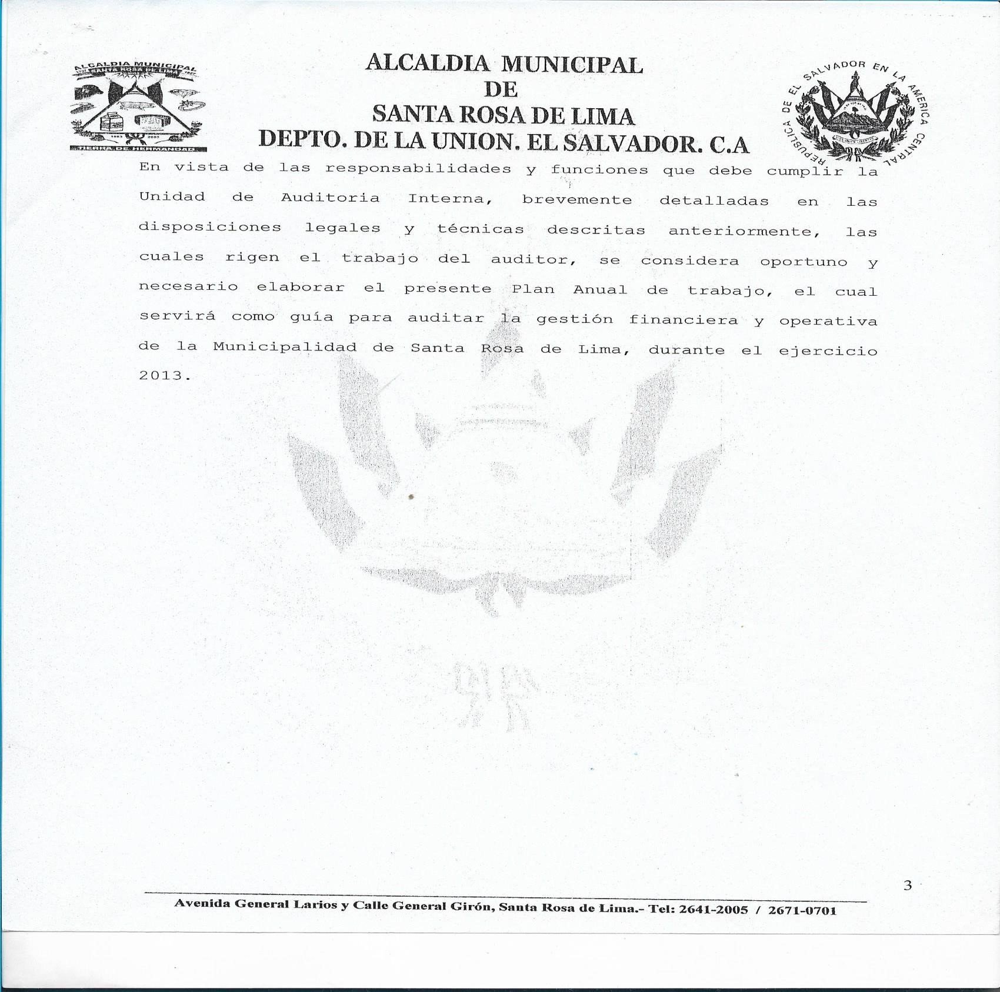 ALCALDIA MUNICIPAL
SANTA ROSA DE LIMA
TIERRA DE HERMANDAD
ALCALDIA MUNICIPAL
DE
SANTA ROSA DE LIMA
DEPTO. DE LA UNION. EL SALVADOR. C.A
REPUBLICA DE EL SALVADOR EN LA AMERICA CENTRAL
En vista de las responsabilidades y funciones que debe cumplir la
Unidad de Auditoria Interna, brevemente detalladas en las
disposiciones legales y técnicas descritas anteriormente, las
cuales rigen el trabajo del auditor, se considera oportuno y
necesario elaborar el presente Plan Anual de trabajo, el cual
servirá como guía para auditar la gestión financiera y operativa
de la Municipalidad de Santa Rosa de Lima, durante el ejercicio
2013.
3
Avenida General Larios y Calle General Girón, Santa Rosa de Lima.- Tel: 2641-2005 / 2671-0701